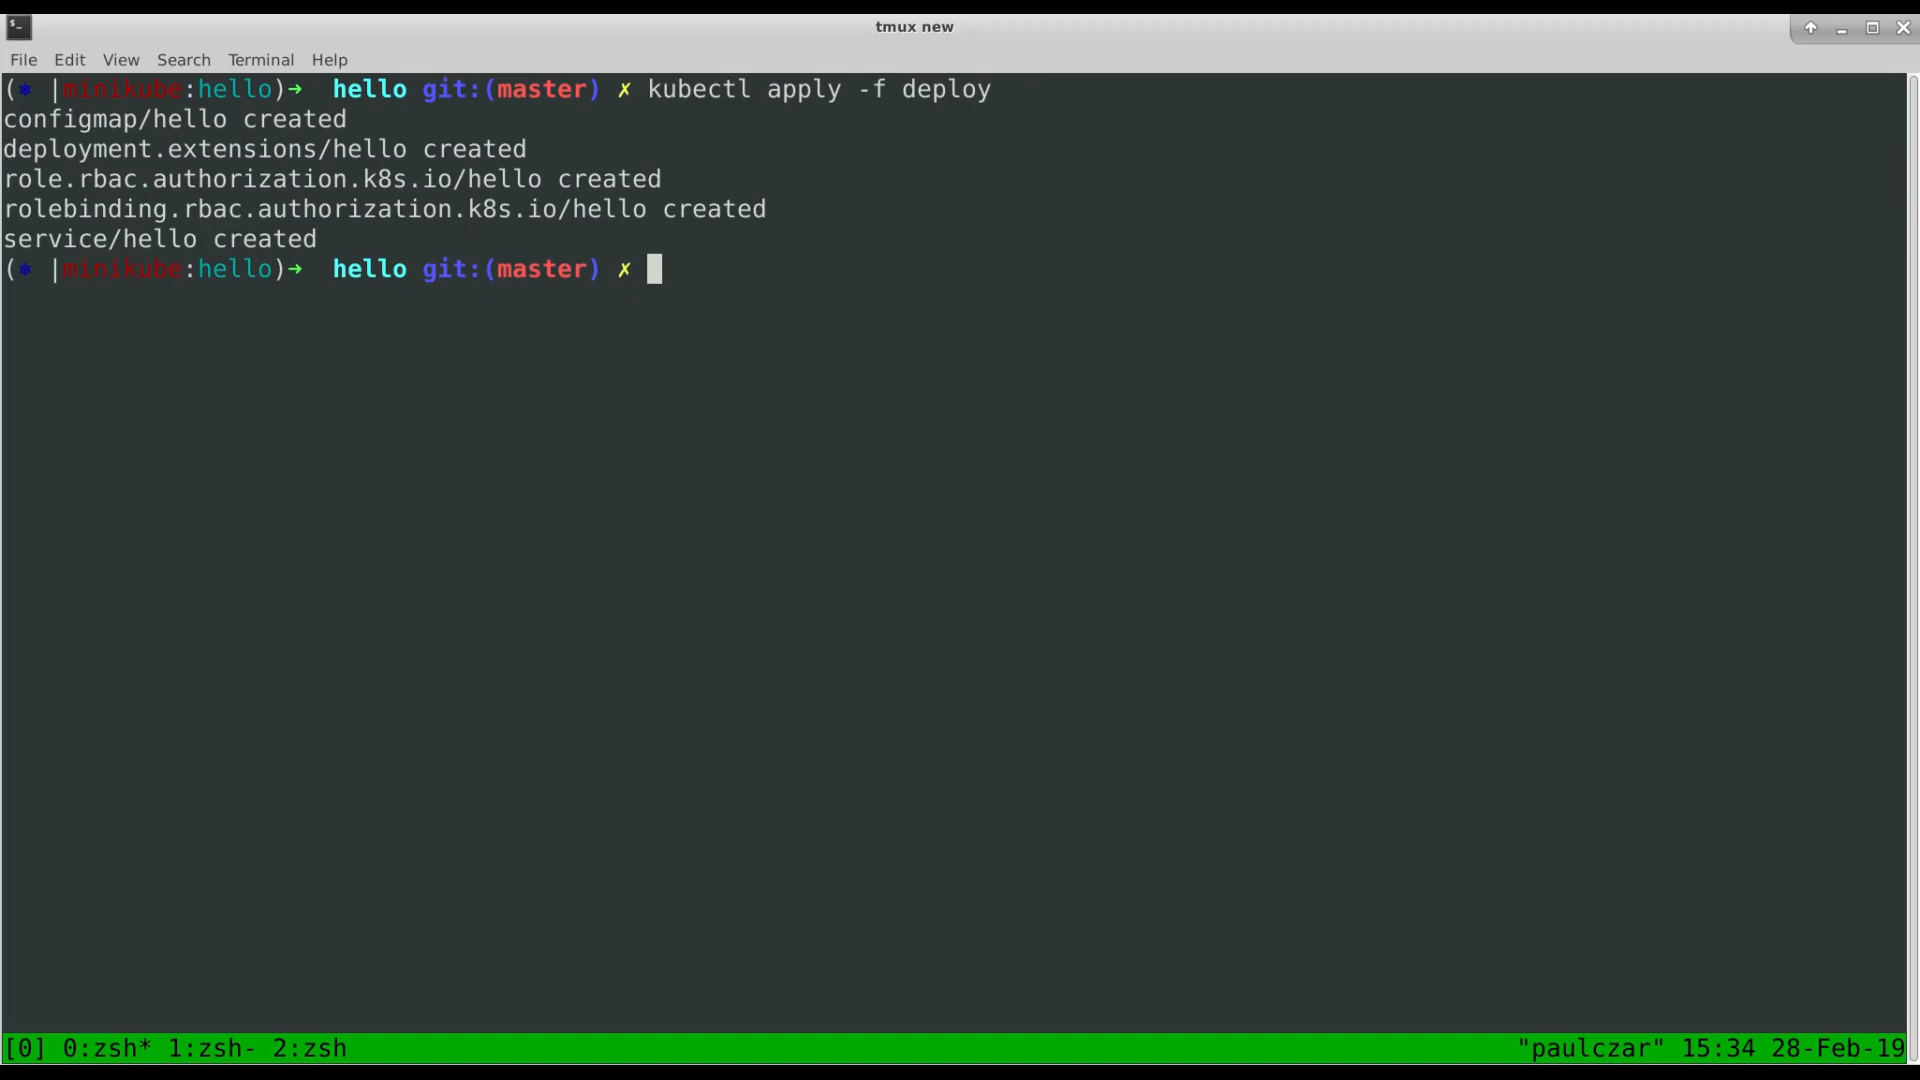 tmux new
File Edit View Search Terminal Help
(⎈ |minikube:hello)➜  hello git:(master) ✗ kubectl apply -f deploy
configmap/hello created
deployment.extensions/hello created
role.rbac.authorization.k8s.io/hello created
rolebinding.rbac.authorization.k8s.io/hello created
service/hello created
(⎈ |minikube:hello)➜  hello git:(master) ✗
[0] 0:zsh* 1:zsh- 2:zsh "paulczar" 15:34 28-Feb-19